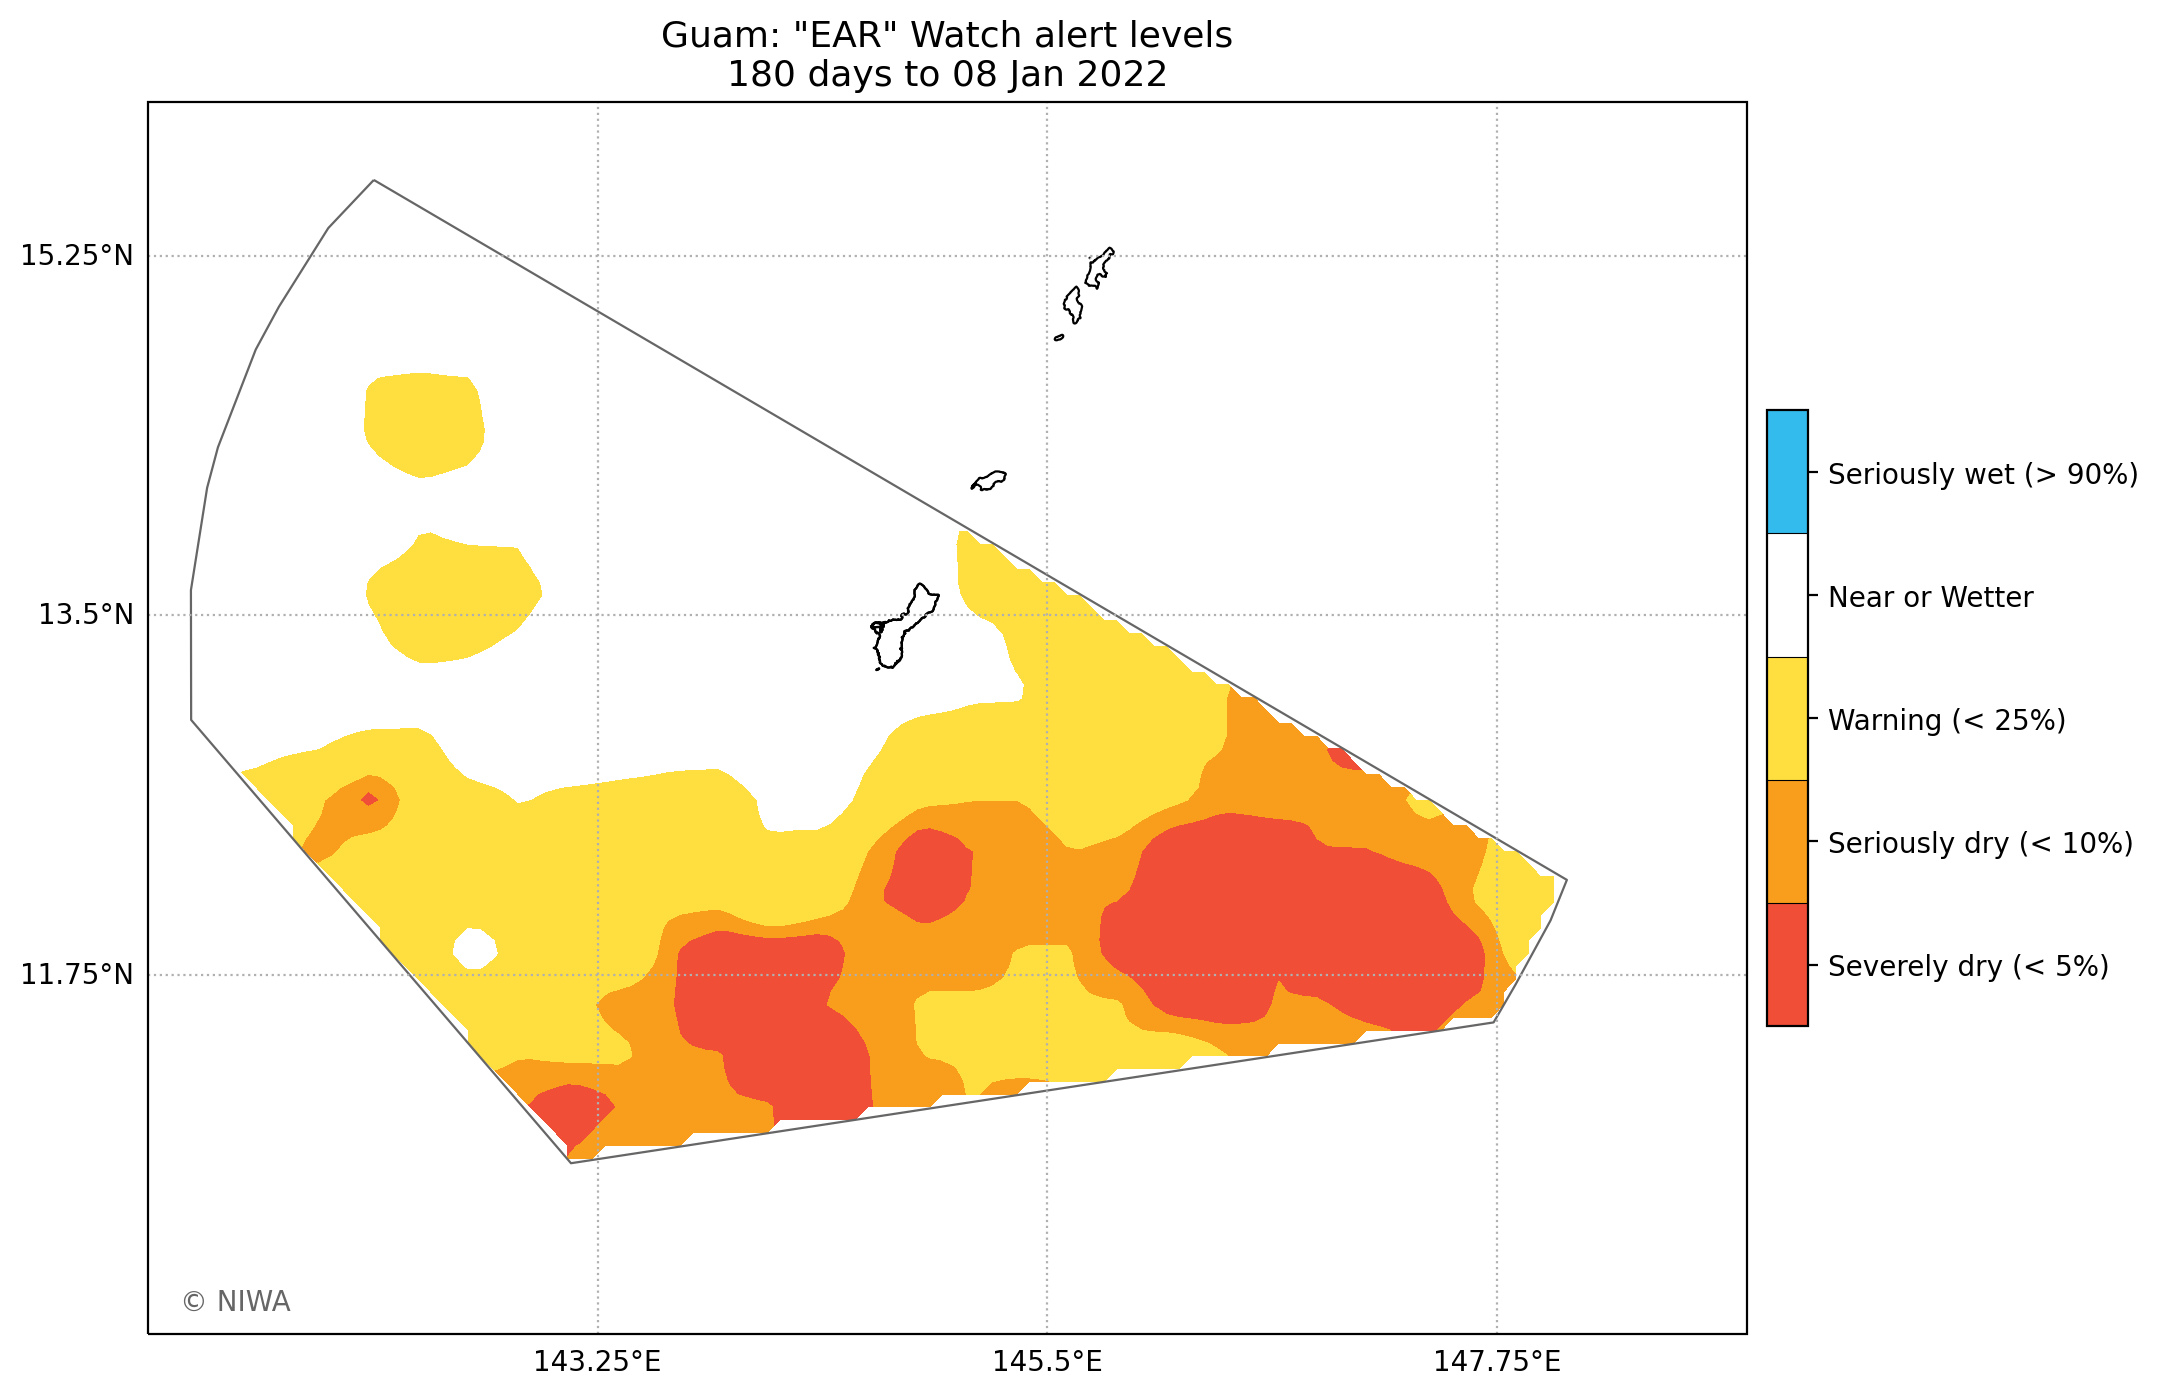 Guam: "EAR" Watch alert levels
180 days to 08 Jan 2022
15.25°N
13.5°N
11.75°N
143.25°E
145.5°E
147.75°E
Seriously wet (> 90%)
Near or Wetter
Warning (< 25%)
Seriously dry (< 10%)
Severely dry (< 5%)
© NIWA